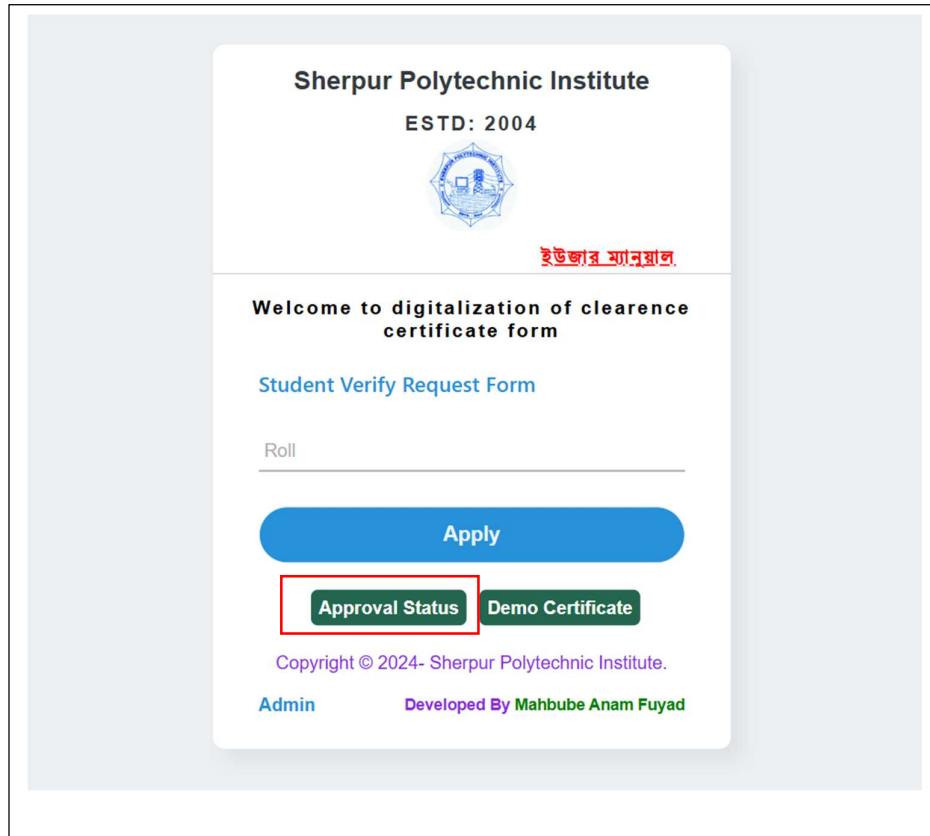 Sherpur Polytechnic Institute
ESTD: 2004
ইউজার ম্যানুয়াল
Welcome to digitalization of clearence
certificate form
Student Verify Request Form
Roll
Apply
Approval Status Demo Certificate
Copyright © 2024- Sherpur Polytechnic Institute.
Admin Developed By Mahbube Anam Fuyad